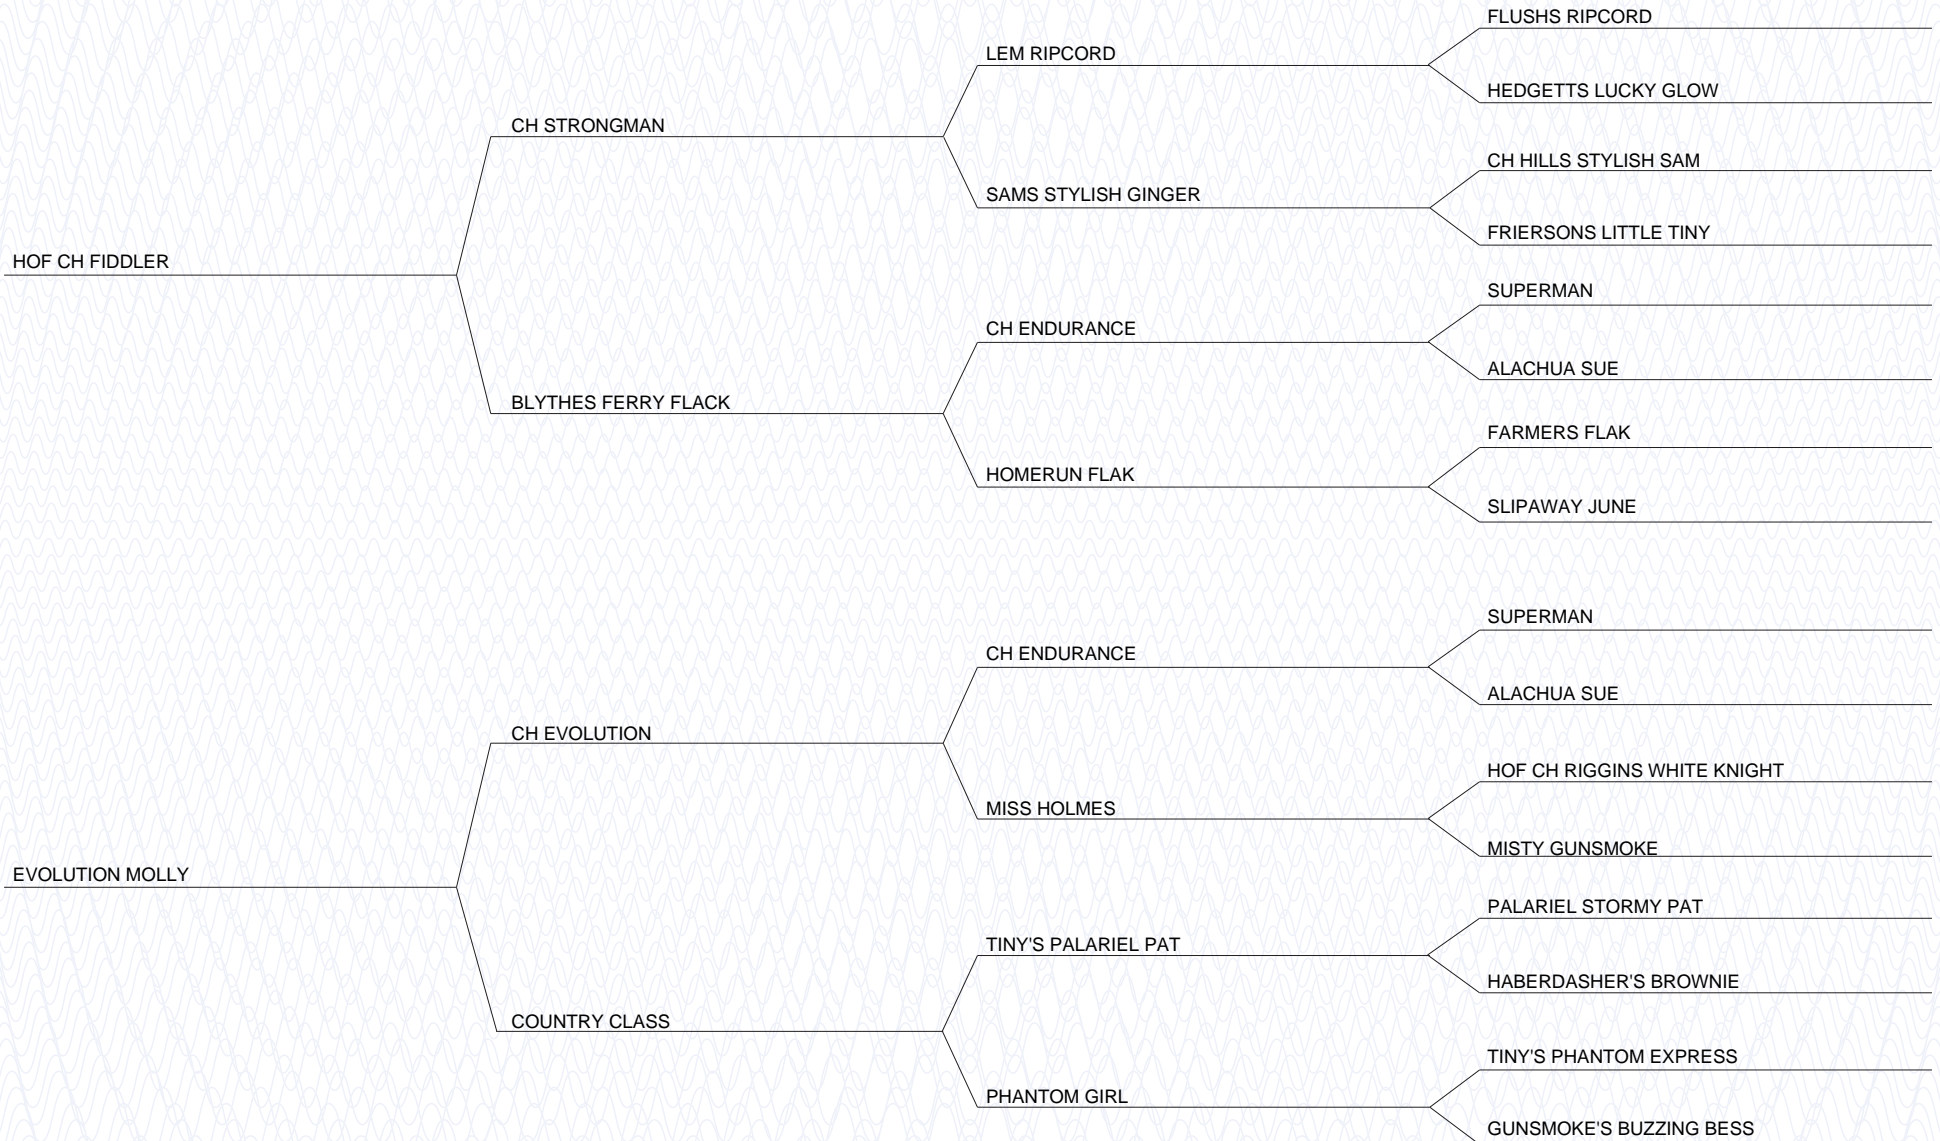 FLUSHS RIPCORD
LEM RIPCORD
HEDGETTS LUCKY GLOW
CH STRONGMAN
CH HILLS STYLISH SAM
SAMS STYLISH GINGER
FRIERSONS LITTLE TINY
HOF CH FIDDLER
SUPERMAN
CH ENDURANCE
ALACHUA SUE
BLYTHES FERRY FLACK
FARMERS FLAK
HOMERUN FLAK
SLIPAWAY JUNE
SUPERMAN
CH ENDURANCE
ALACHUA SUE
CH EVOLUTION
HOF CH RIGGINS WHITE KNIGHT
MISS HOLMES
MISTY GUNSMOKE
EVOLUTION MOLLY
PALARIEL STORMY PAT
TINY'S PALARIEL PAT
HABERDASHER'S BROWNIE
COUNTRY CLASS
TINY'S PHANTOM EXPRESS
PHANTOM GIRL
GUNSMOKE'S BUZZING BESS